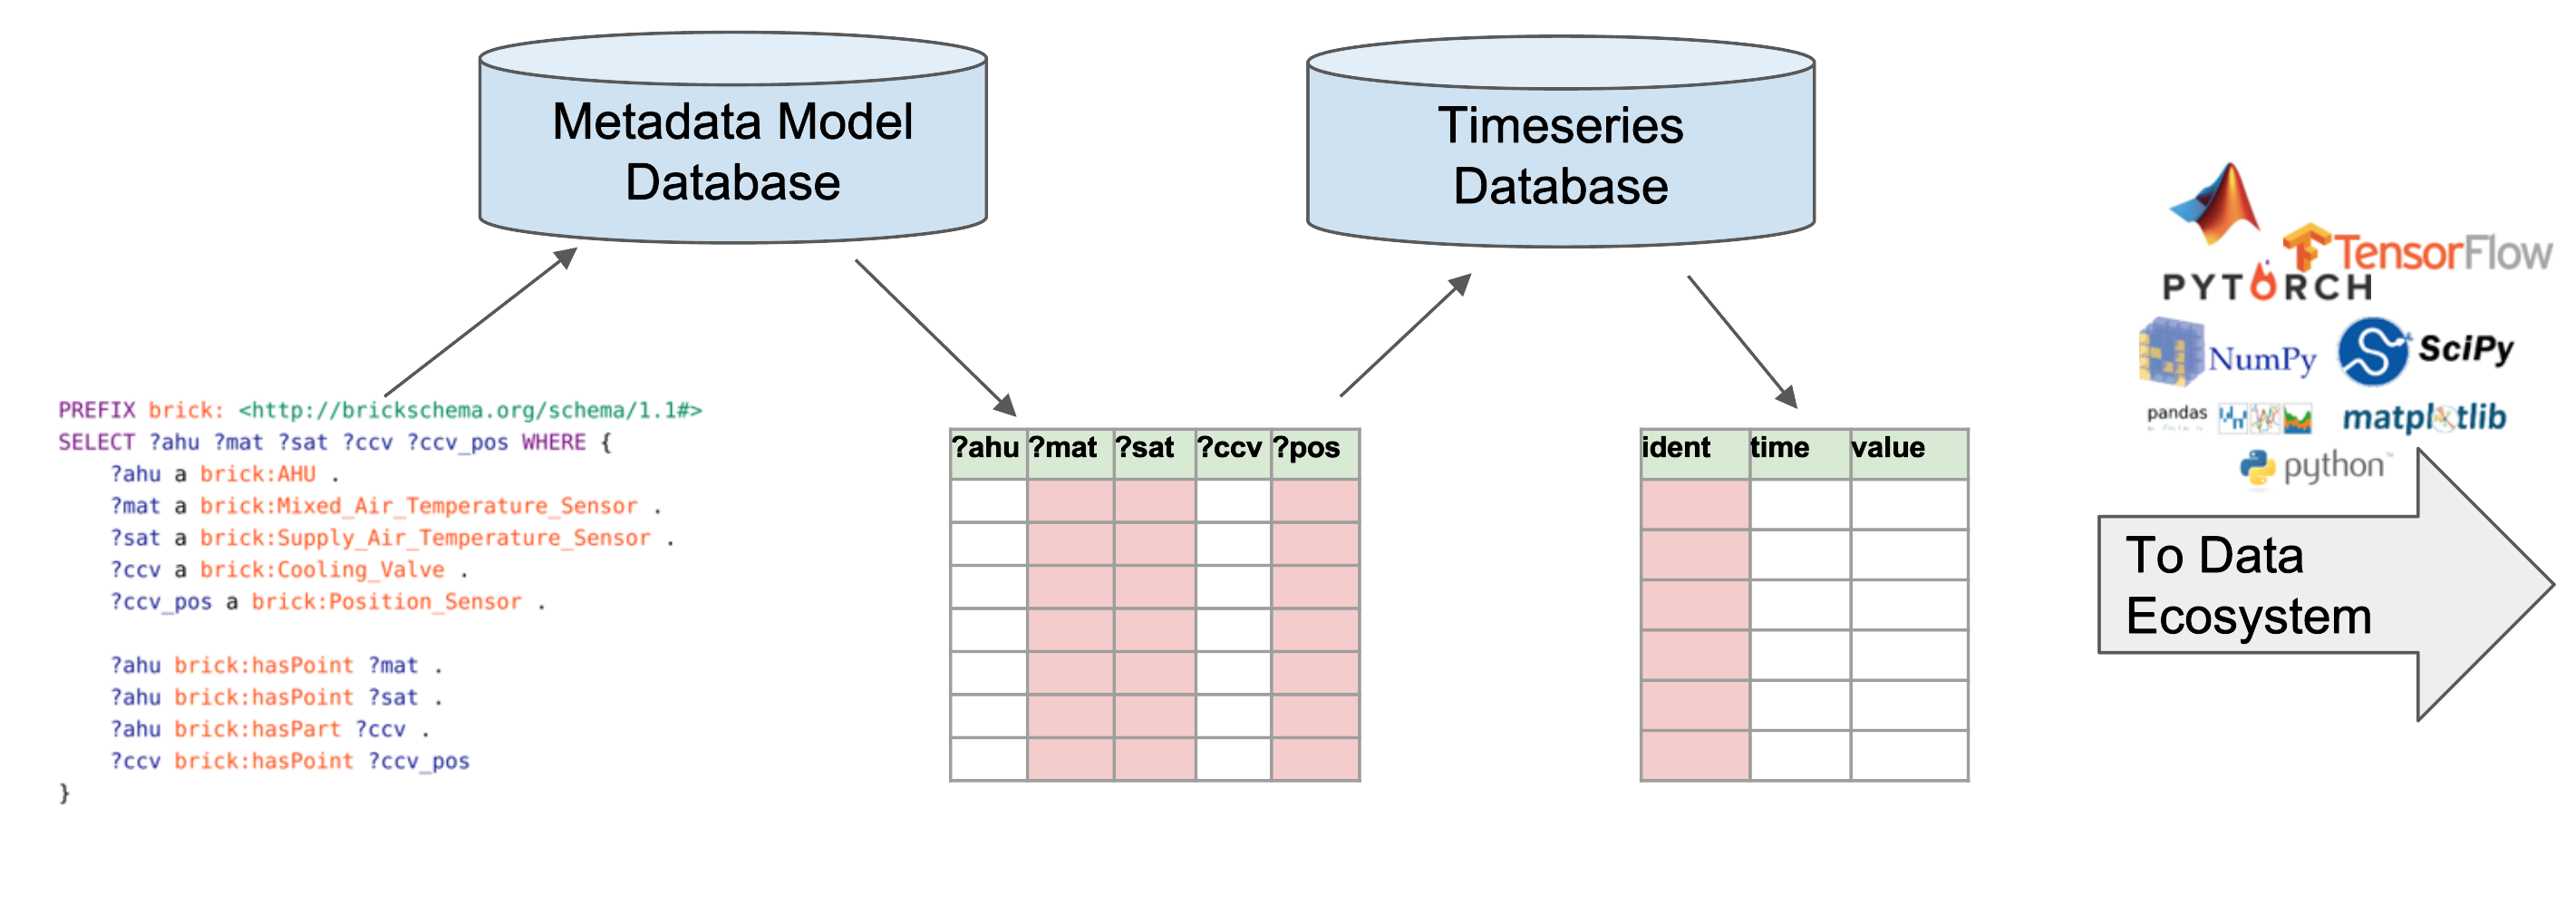 Metadata Model
Database
Timeseries
Database
PREFIX brick: <http://brickschema.org/schema/1.1#>
SELECT ?ahu ?mat ?sat ?ccv ?ccv_pos WHERE {
?ahu a brick:AHU .
?mat a brick:Mixed_Air_Temperature_Sensor .
?sat a brick:Supply_Air_Temperature_Sensor .
?ccv a brick:Cooling_Valve .
?ccv_pos a brick:Position_Sensor .
?ahu brick:hasPoint ?mat .
?ahu brick:hasPoint ?sat .
?ahu brick:hasPart ?ccv .
?ccv brick:hasPoint ?ccv_pos
}
?ahu ?mat ?sat ?ccv ?pos
ident time value
TensorFlow
PYTORCH
NumPy
SciPy
pandas
matplotlib
python
To Data
Ecosystem